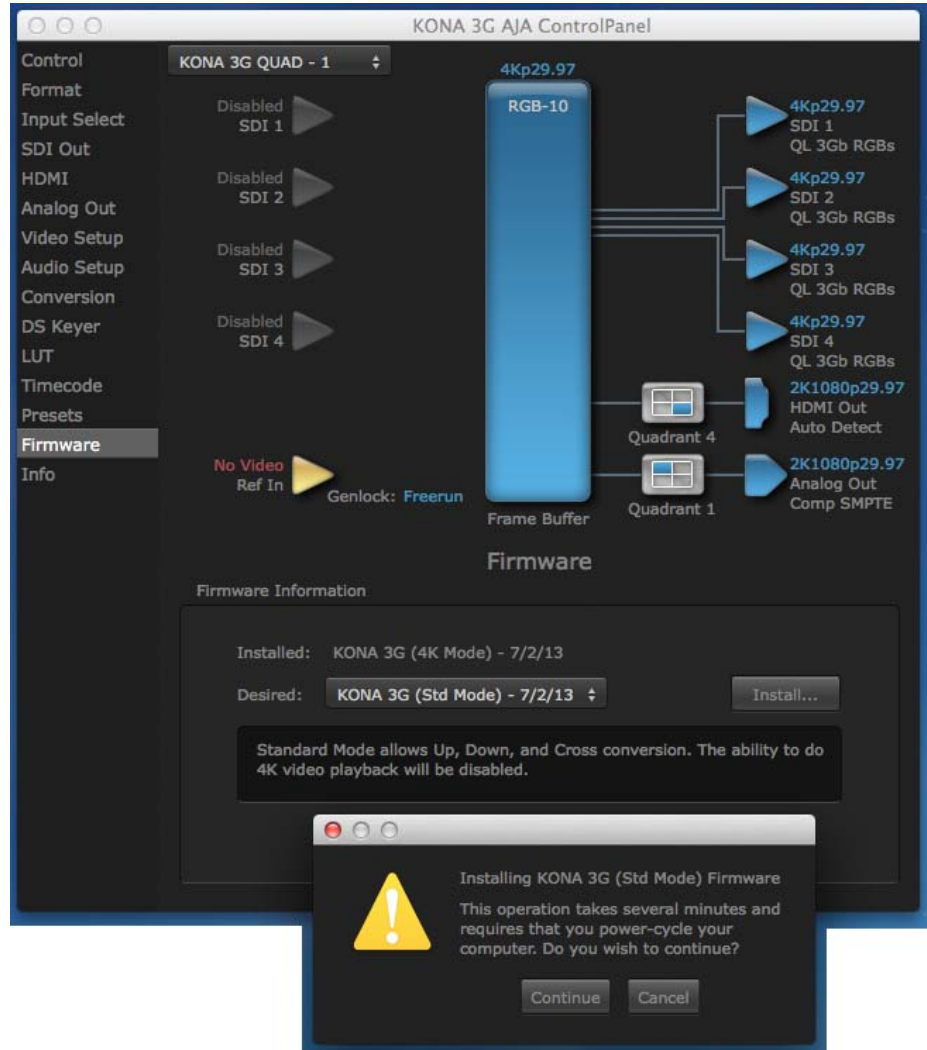 KONA 3G AJA ControlPanel
Control
Format
Input Select
SDI Out
HDMI
Analog Out
Video Setup
Audio Setup
Conversion
DS Keyer
LUT
Timecode
Presets
Firmware
Info
KONA 3G QUAD - 1
Disabled
SDI 1
Disabled
SDI 2
Disabled
SDI 3
Disabled
SDI 4
No Video
Ref In
Genlock: Freerun
4Kp29.97
RGB-10
Frame Buffer
4Kp29.97
SDI 1
QL 3Gb RGBs
4Kp29.97
SDI 2
QL 3Gb RGBs
4Kp29.97
SDI 3
QL 3Gb RGBs
4Kp29.97
SDI 4
QL 3Gb RGBs
Quadrant 4
2K1080p29.97
HDMI Out
Auto Detect
Quadrant 1
2K1080p29.97
Analog Out
Comp SMPTE
Firmware
Firmware Information
Installed: KONA 3G (4K Mode) - 7/2/13
Desired: KONA 3G (Std Mode) - 7/2/13
Install...
Standard Mode allows Up, Down, and Cross conversion. The ability to do
4K video playback will be disabled.
Installing KONA 3G (Std Mode) Firmware
This operation takes several minutes and
requires that you power-cycle your
computer. Do you wish to continue?
Continue Cancel